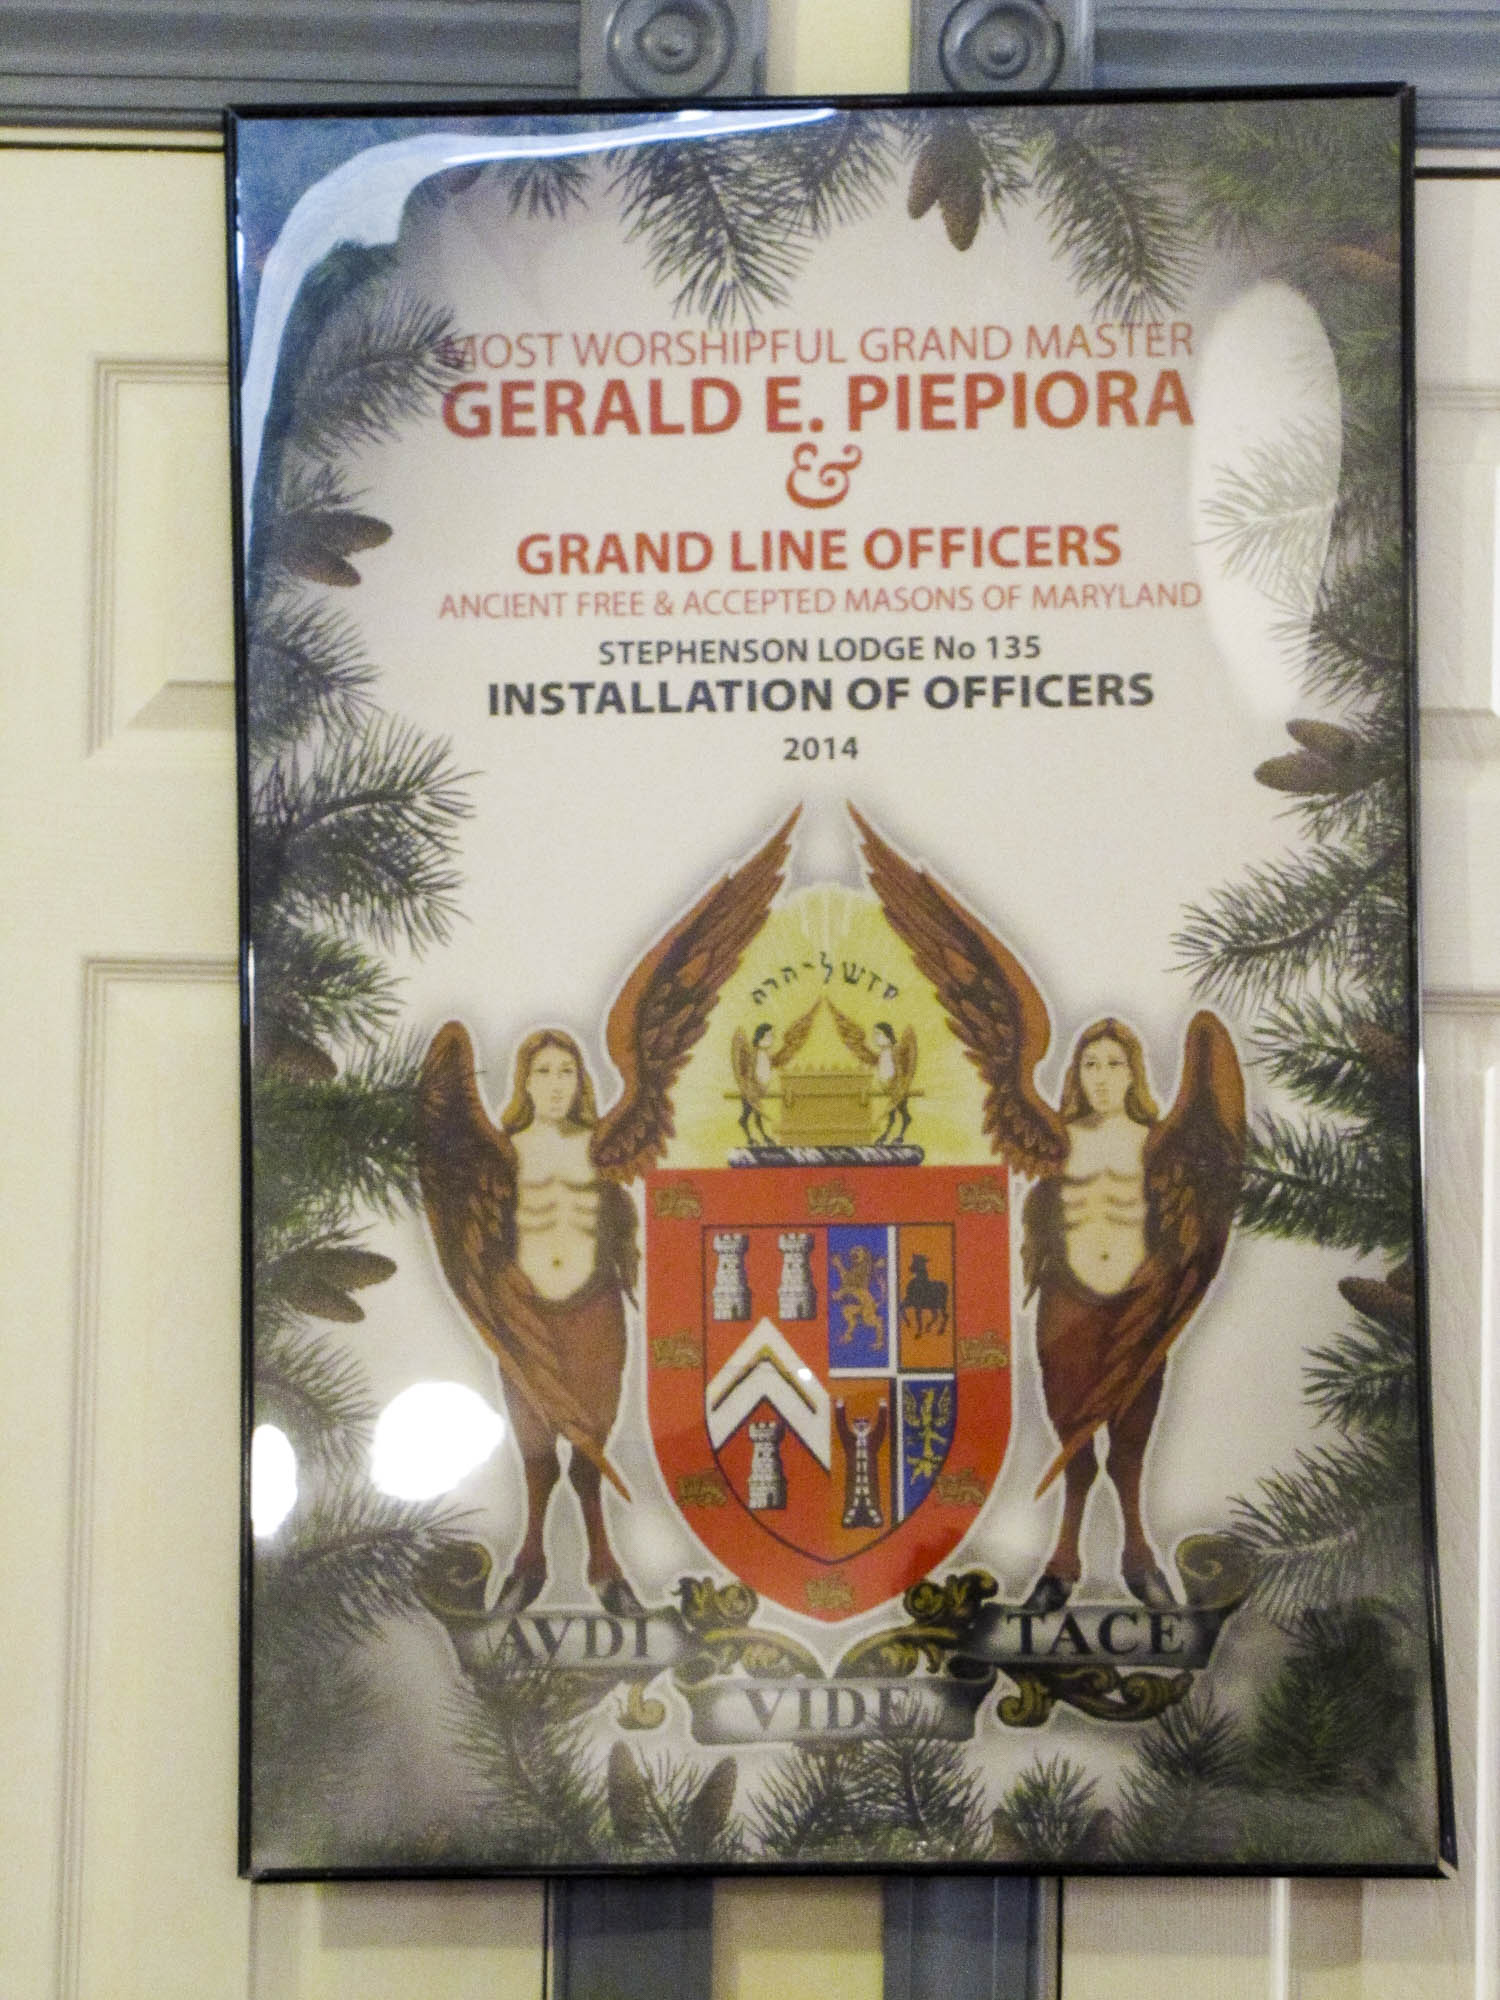 MOST WORSHIPFUL GRAND MASTER
GERALD E. PIEPIORA
&
GRAND LINE OFFICERS
ANCIENT FREE & ACCEPTED MASONS OF MARYLAND
STEPHENSON LODGE No 135
INSTALLATION OF OFFICERS
2014
AVDI
VIDE
TACE